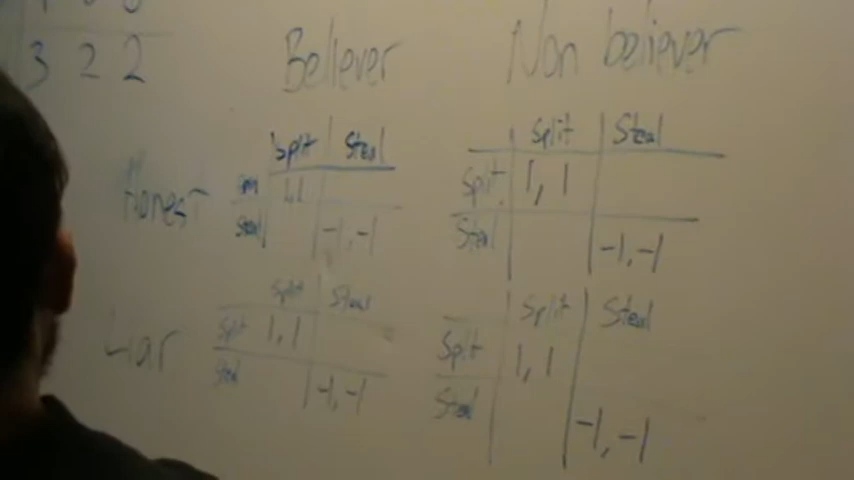 3 2 2
Believer Non believer
Split Steal
Split Steal
Honest
1,1
Split 1, 1
Steal -1, -1
Steal -1, -1
Split Steal
Split Steal
Liar
Split 1, 1
Split 1, 1
Steal -1, -1
Steal -1, -1